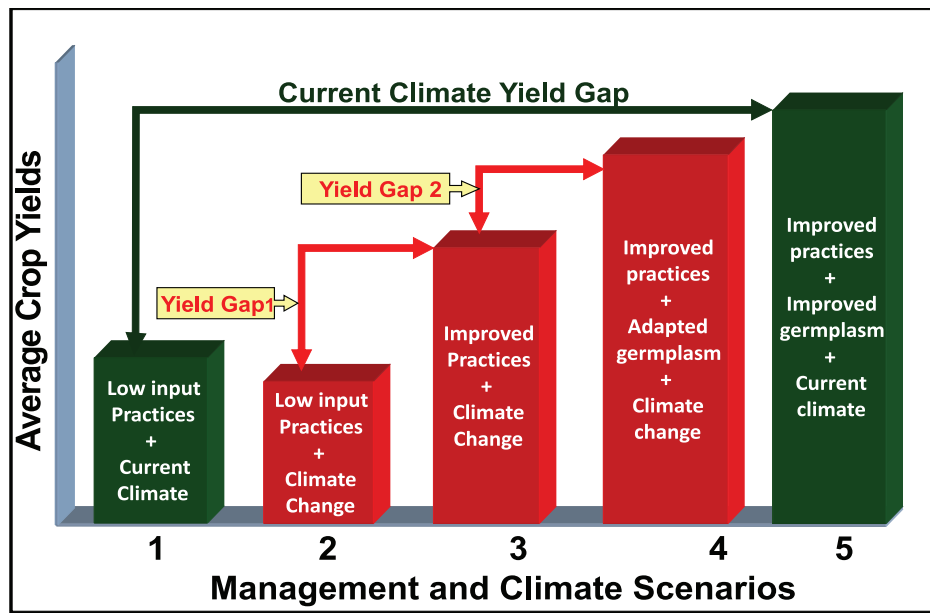 Current Climate Yield Gap
Yield Gap 2
Yield Gap1
Average Crop Yields
Low input
Practices
+
Current
Climate
Low input
Practices
+
Climate
Change
Improved
Practices
+
Climate
Change
Improved
practices
+
Adapted
germplasm
+
Climate
change
Improved
practices
+
Improved
germplasm
+
Current
climate
1
2
3
4
5
Management and Climate Scenarios